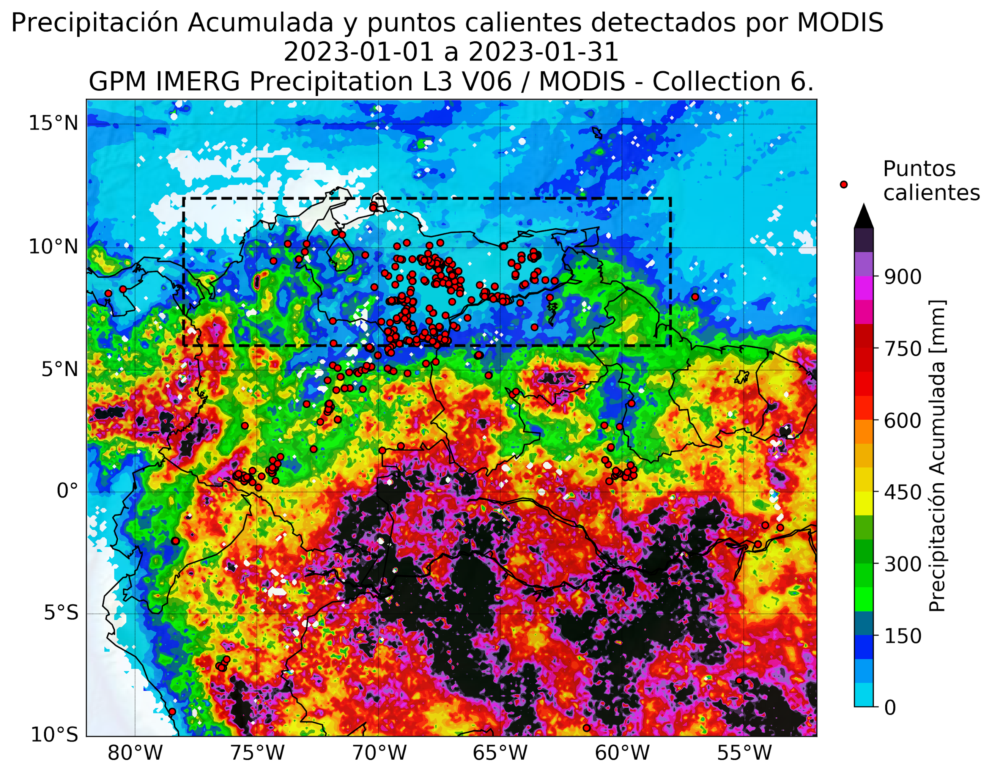 Precipitación Acumulada y puntos calientes detectados por MODIS
2023-01-01 a 2023-01-31
GPM IMERG Precipitation L3 V06 / MODIS - Collection 6.
15°N
10°N
5°N
0°
5°S
10°S
80°W
75°W
70°W
65°W
60°W
55°W
Puntos
calientes
900
750
600
450
300
150
0
Precipitación Acumulada [mm]